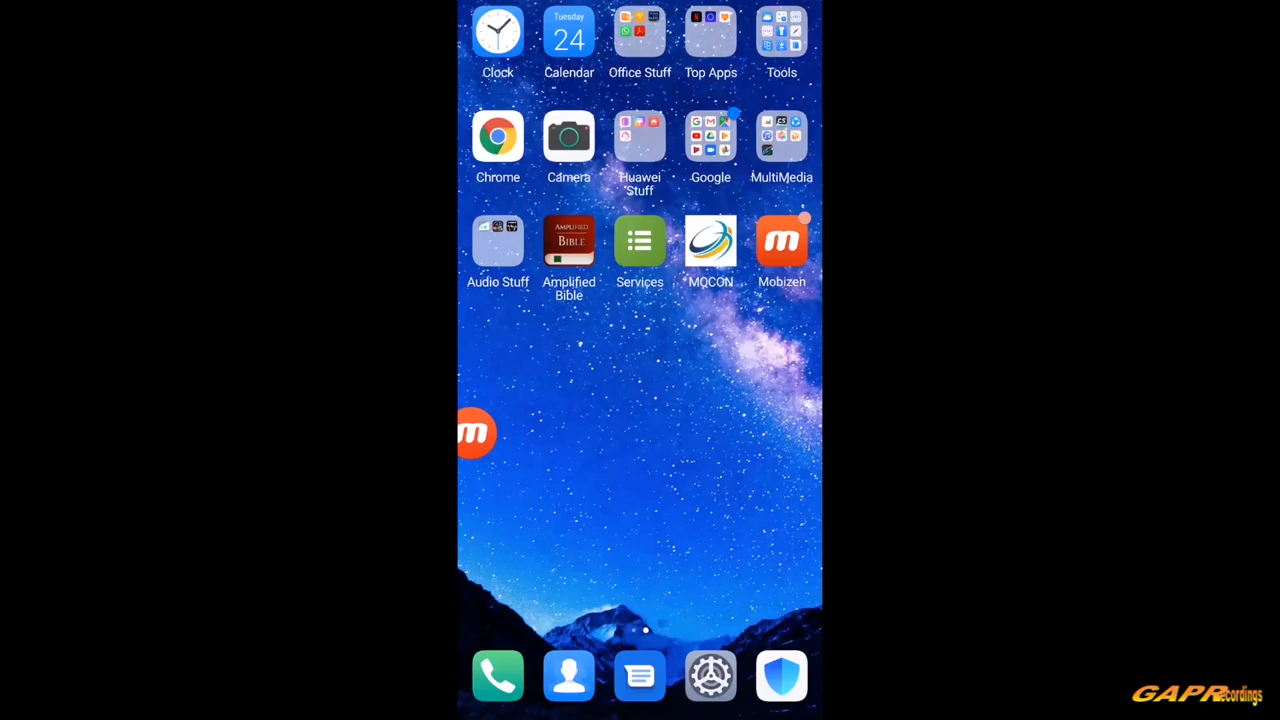 Tuesday
24
Clock
Calendar
Office Stuff
Top Apps
Tools
Chrome
Camera
Huawei
Stuff
Google
MultiMedia
AMPLIFIED
BIBLE
Audio Stuff
Amplified
Bible
Services
MQCON
Mobizen
GAPRecordings